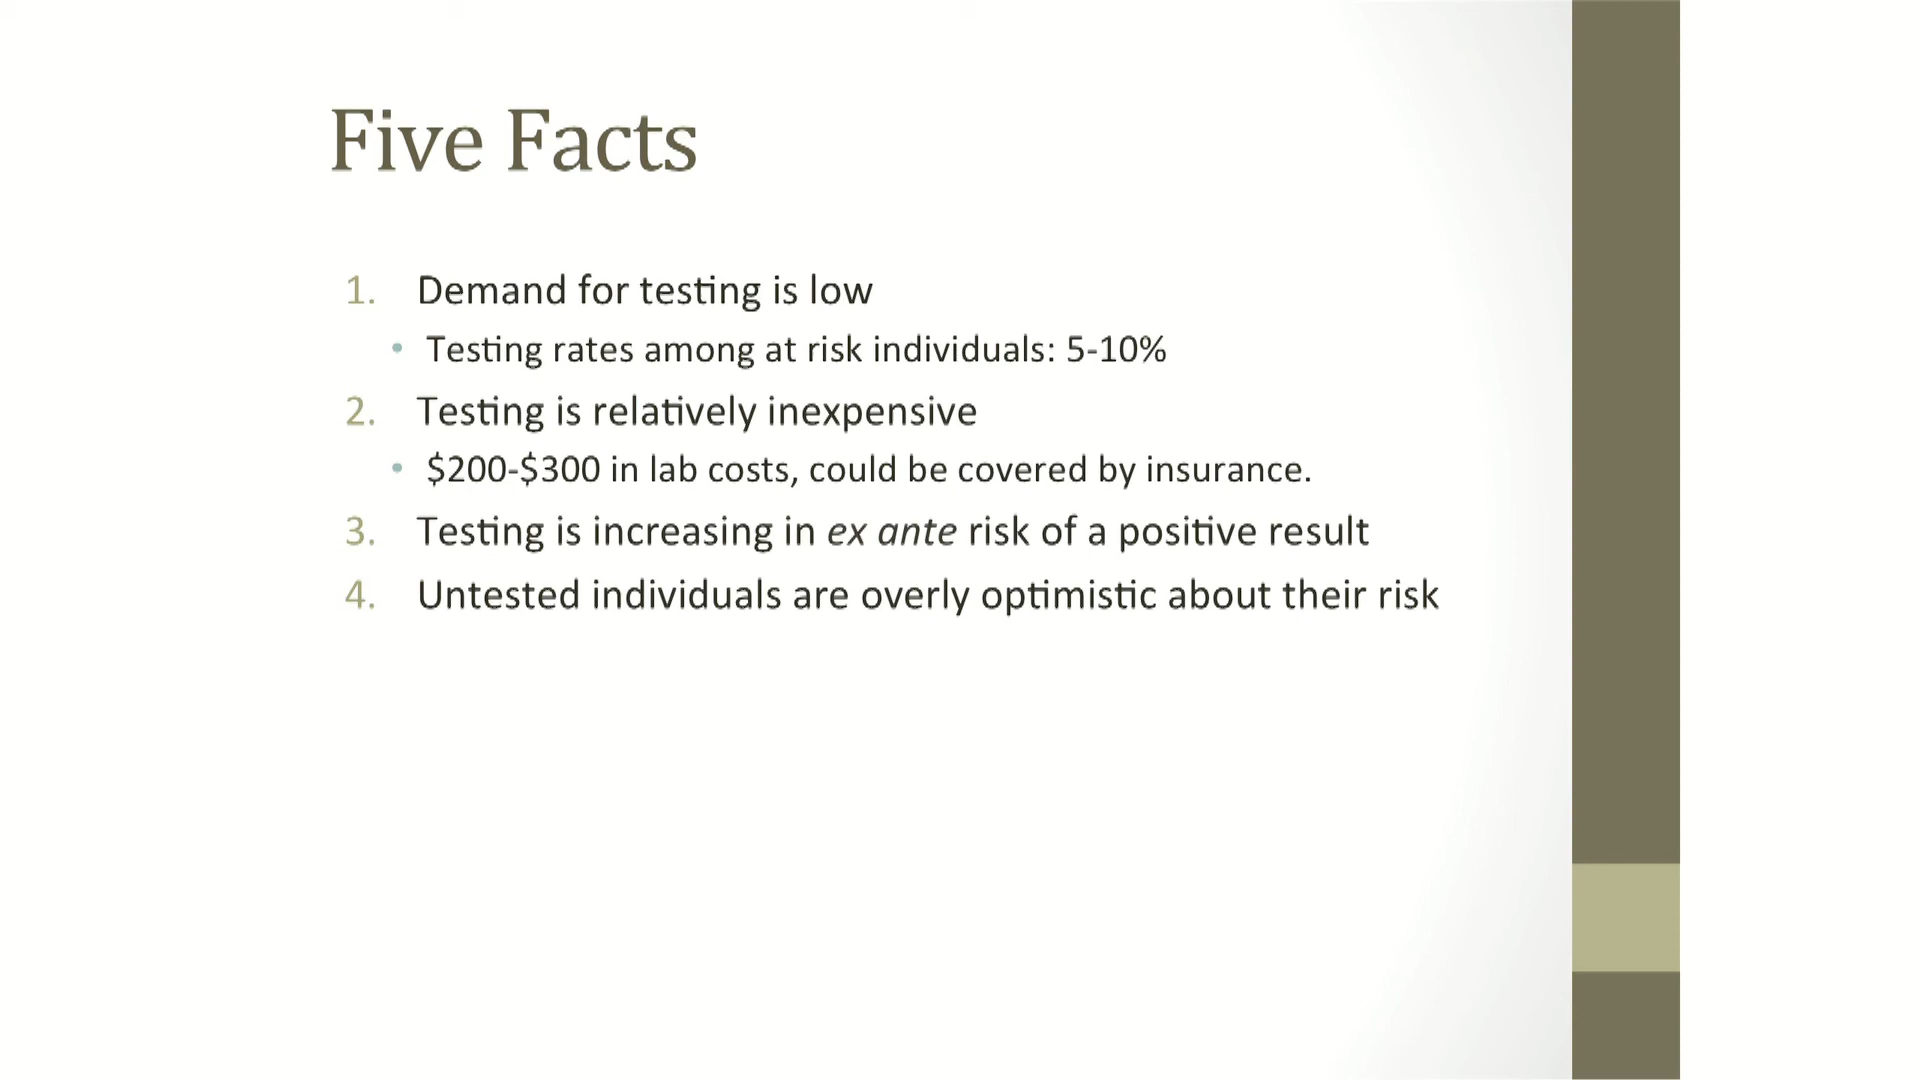 Five Facts
1. Demand for testing is low
• Testing rates among at risk individuals: 5-10%
2. Testing is relatively inexpensive
• $200-$300 in lab costs, could be covered by insurance.
3. Testing is increasing in ex ante risk of a positive result
4. Untested individuals are overly optimistic about their risk